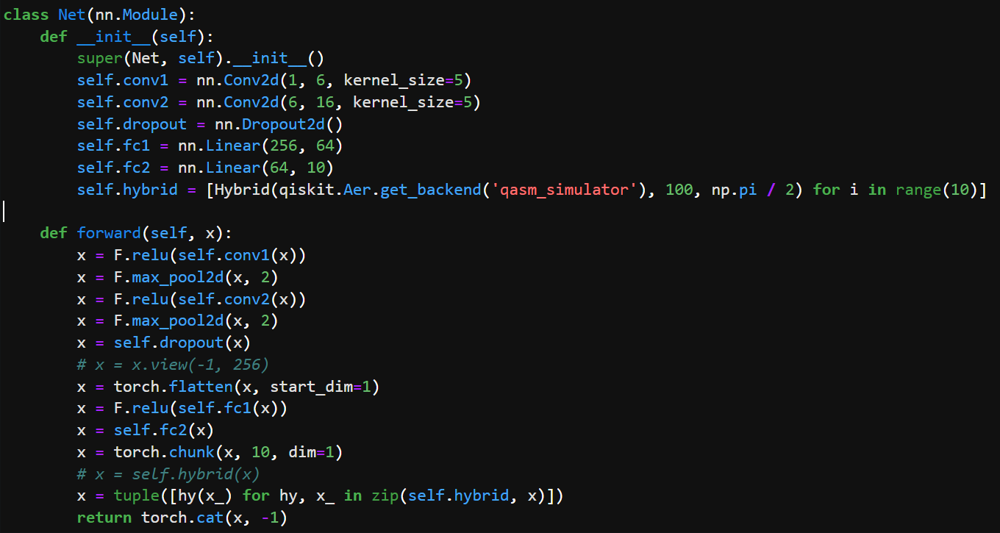 class Net(nn.Module):
    def __init__(self):
        super(Net, self).__init__()
        self.conv1 = nn.Conv2d(1, 6, kernel_size=5)
        self.conv2 = nn.Conv2d(6, 16, kernel_size=5)
        self.dropout = nn.Dropout2d()
        self.fc1 = nn.Linear(256, 64)
        self.fc2 = nn.Linear(64, 10)
        self.hybrid = [Hybrid(qiskit.Aer.get_backend('qasm_simulator'), 100, np.pi / 2) for i in range(10)]

    def forward(self, x):
        x = F.relu(self.conv1(x))
        x = F.max_pool2d(x, 2)
        x = F.relu(self.conv2(x))
        x = F.max_pool2d(x, 2)
        x = self.dropout(x)
        # x = x.view(-1, 256)
        x = torch.flatten(x, start_dim=1)
        x = F.relu(self.fc1(x))
        x = self.fc2(x)
        x = torch.chunk(x, 10, dim=1)
        # x = self.hybrid(x)
        x = tuple([hy(x_) for hy, x_ in zip(self.hybrid, x)])
        return torch.cat(x, -1)